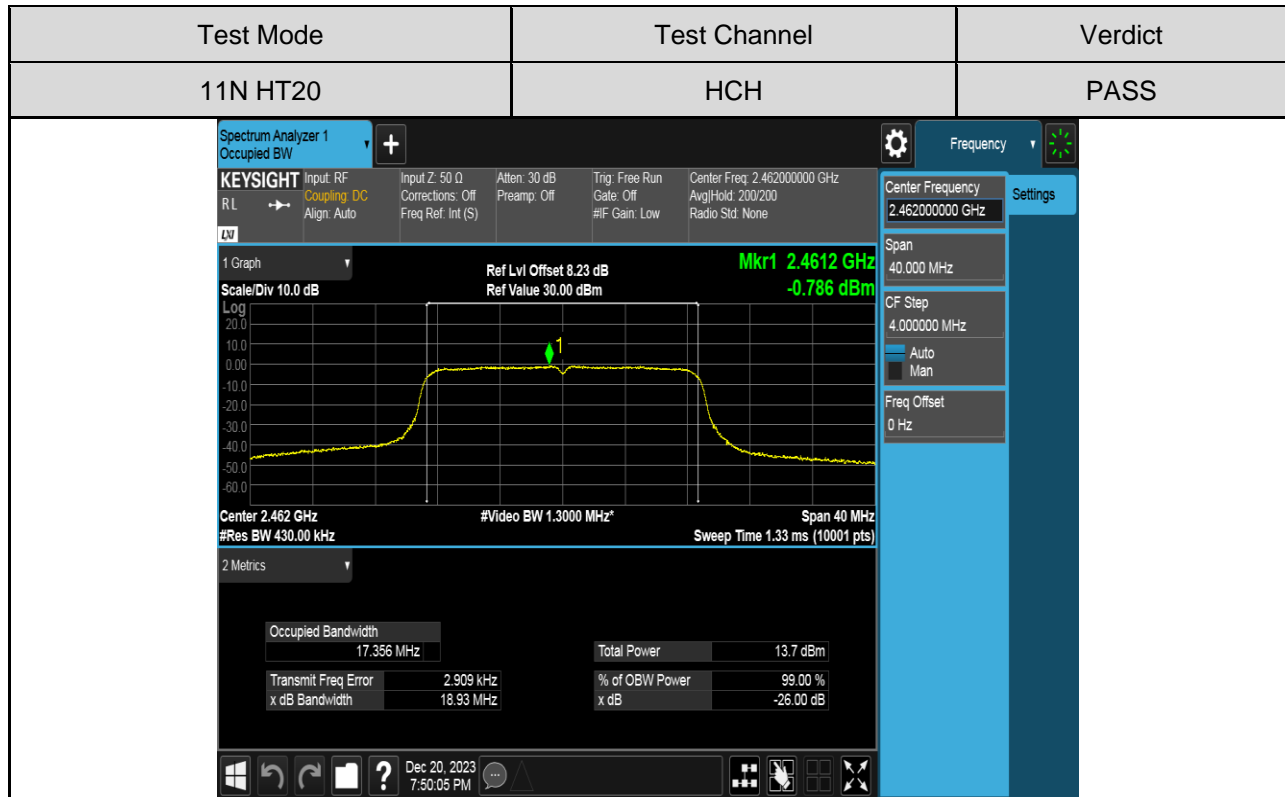 Test Mode Test Channel Verdict
11N HT20 HCH PASS
Spectrum Analyzer 1
Occupied BW
+
Frequency
KEYSIGHT Input: RF Input Z: 50 Ω Atten: 30 dB Trig: Free Run Center Freq: 2.462000000 GHz
R L Coupling: DC Corrections: Off Preamp: Off Gate: Off Avg|Hold: 200/200
Align: Auto Freq Ref: Int (S) #IF Gain: Low Radio Std: None
LXI
Center Frequency
2.462000000 GHz
Settings
Span
40.000 MHz
CF Step
4.000000 MHz
Auto
Man
Freq Offset
0 Hz
1 Graph
Ref Lvl Offset 8.23 dB
Mkr1 2.4612 GHz
Scale/Div 10.0 dB
Ref Value 30.00 dBm
-0.786 dBm
Log
20.0
10.0
1
0.00
-10.0
-20.0
-30.0
-40.0
-50.0
-60.0
Center 2.462 GHz #Video BW 1.3000 MHz* Span 40 MHz
#Res BW 430.00 kHz Sweep Time 1.33 ms (10001 pts)
2 Metrics
Occupied Bandwidth
17.356 MHz
Total Power 13.7 dBm
Transmit Freq Error 2.909 kHz % of OBW Power 99.00 %
x dB Bandwidth 18.93 MHz x dB -26.00 dB
?
Dec 20, 2023
7:50:05 PM